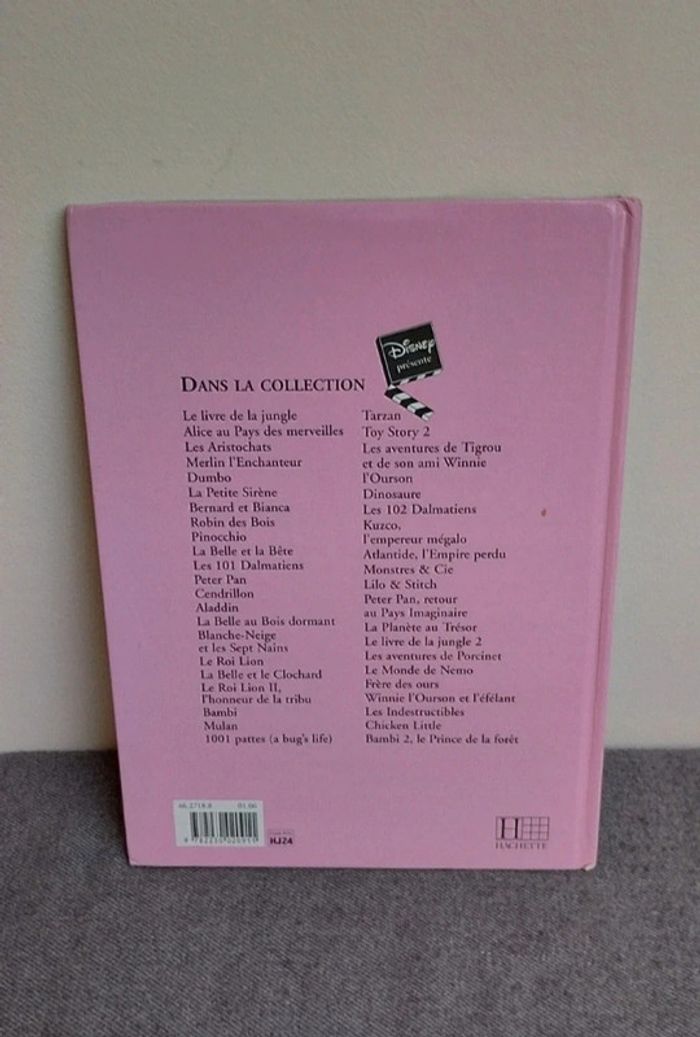 Disney
présente
DANS LA COLLECTION
Le livre de la jungle
Alice au Pays des merveilles
Les Aristochats
Merlin l'Enchanteur
Dumbo
La Petite Sirène
Bernard et Bianca
Robin des Bois
Pinocchio
La Belle et la Bête
Les 101 Dalmatiens
Peter Pan
Cendrillon
Aladdin
La Belle au Bois dormant
Blanche-Neige
et les Sept Nains
Le Roi Lion
La Belle et le Clochard
Le Roi Lion II,
l'honneur de la tribu
Bambi
Mulan
1001 pattes (a bug's life)
Tarzan
Toy Story 2
Les aventures de Tigrou
et de son ami Winnie
l'Ourson
Dinosaure
Les 102 Dalmatiens
Kuzco,
l'empereur mégalo
Atlantide, l'Empire perdu
Monstres & Cie
Lilo & Stitch
Peter Pan, retour
au Pays Imaginaire
La Planète au Trésor
Le livre de la jungle 2
Les aventures de Porcinet
Le Monde de Nemo
Frère des ours
Winnie l'Ourson et l'éfélant
Les Indestructibles
Chicken Little
Bambi 2, le Prince de la forêt
HJ24
H
HACHETTE